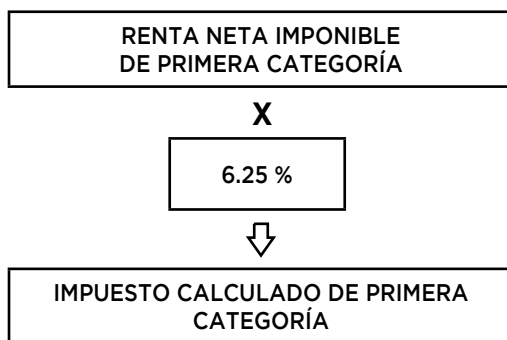 RENTA NETA IMPONIBLE
DE PRIMERA CATEGORÍA
X
6.25 %
IMPUESTO CALCULADO DE PRIMERA
CATEGORÍA